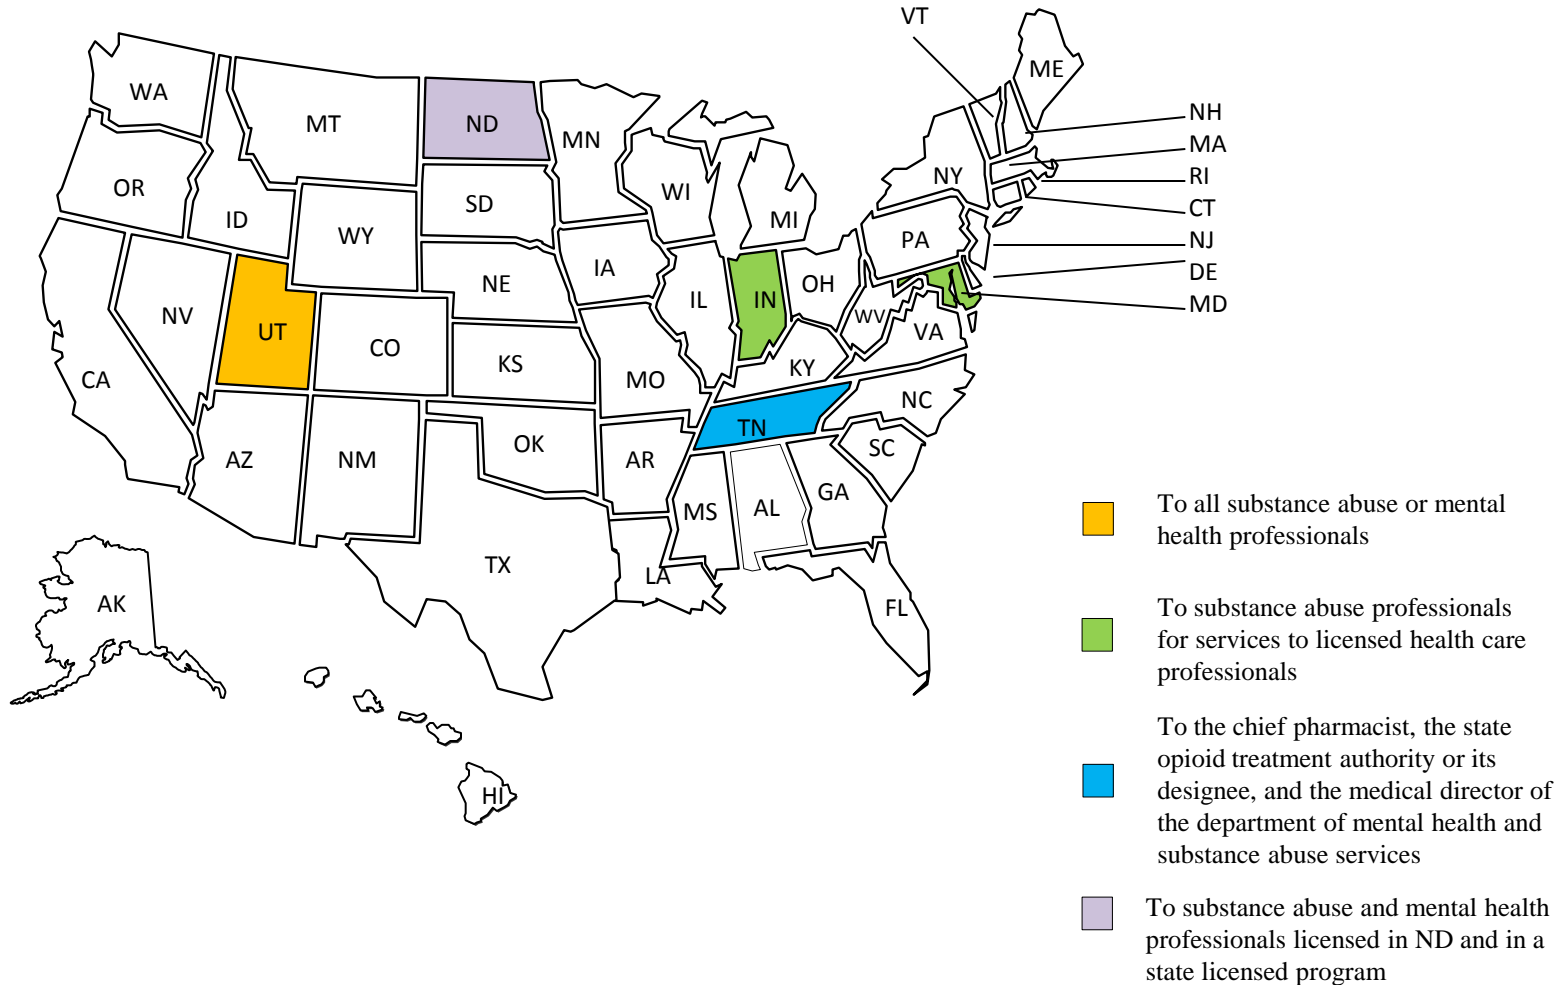 VT
ME
WA
MT
ND
MN
NH
MA
OR
ID
WY
SD
WI
MI
NY
RI
CT
PA
NJ
DE
MD
NV
UT
CO
NE
IA
IL
IN
OH
WV
VA
CA
KS
MO
KY
NC
TN
AZ
NM
OK
AR
SC
MS
AL
GA
TX
LA
FL
AK
HI
To all substance abuse or mental
health professionals
To substance abuse professionals
for services to licensed health care
professionals
To the chief pharmacist, the state
opioid treatment authority or its
designee, and the medical director of
the department of mental health and
substance abuse services
To substance abuse and mental health
professionals licensed in ND and in a
state licensed program